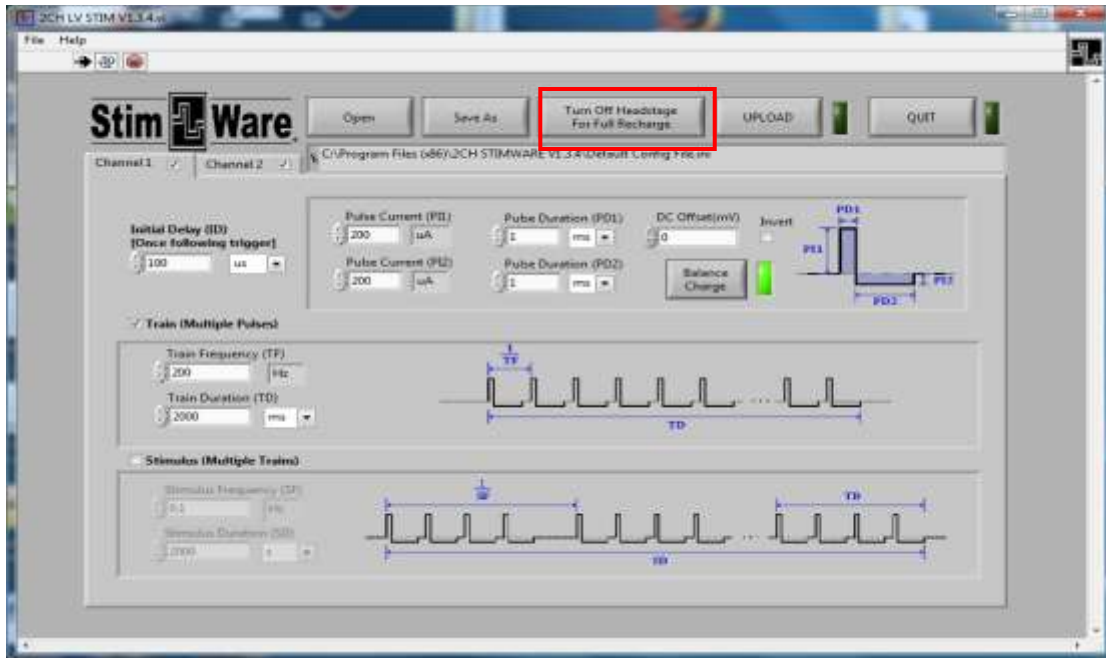 2CH LV STIM V1.3.4.vi
File Help
Stim Ware
Open
Save As
Turn Off Headstage
For Full Recharge
UPLOAD
QUIT
Channel 1
Channel 2
C:\Program Files (x86)\2CH STIMWARE V1.3.4\Default Config File.ini
Initial Delay (ID)
[Once following trigger]
100 us
Pulse Current (PI1)
200 uA
Pulse Duration (PD1)
1 ms
DC Offset(mV)
0
Invert
Pulse Current (PI2)
200 uA
Pulse Duration (PD2)
1 ms
Balance
Charge
PD1
PI1
PI2
PD2
Train (Multiple Pulses)
Train Frequency (TF)
200 Hz
Train Duration (TD)
2000 ms
1
TF
...
TD
Stimulus (Multiple Trains)
Stimulus Frequency (SF)
0.1 Hz
Stimulus Duration (SD)
2000 s
1
SF
TD
...